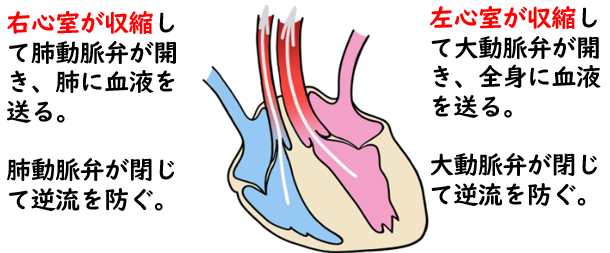 右心室が収縮し
て肺動脈弁が開
き、肺に血液を
送る。
肺動脈弁が閉じ
て逆流を防ぐ。
左心室が収縮し
て大動脈弁が開
き、全身に血液
を送る。
大動脈弁が閉じ
て逆流を防ぐ。